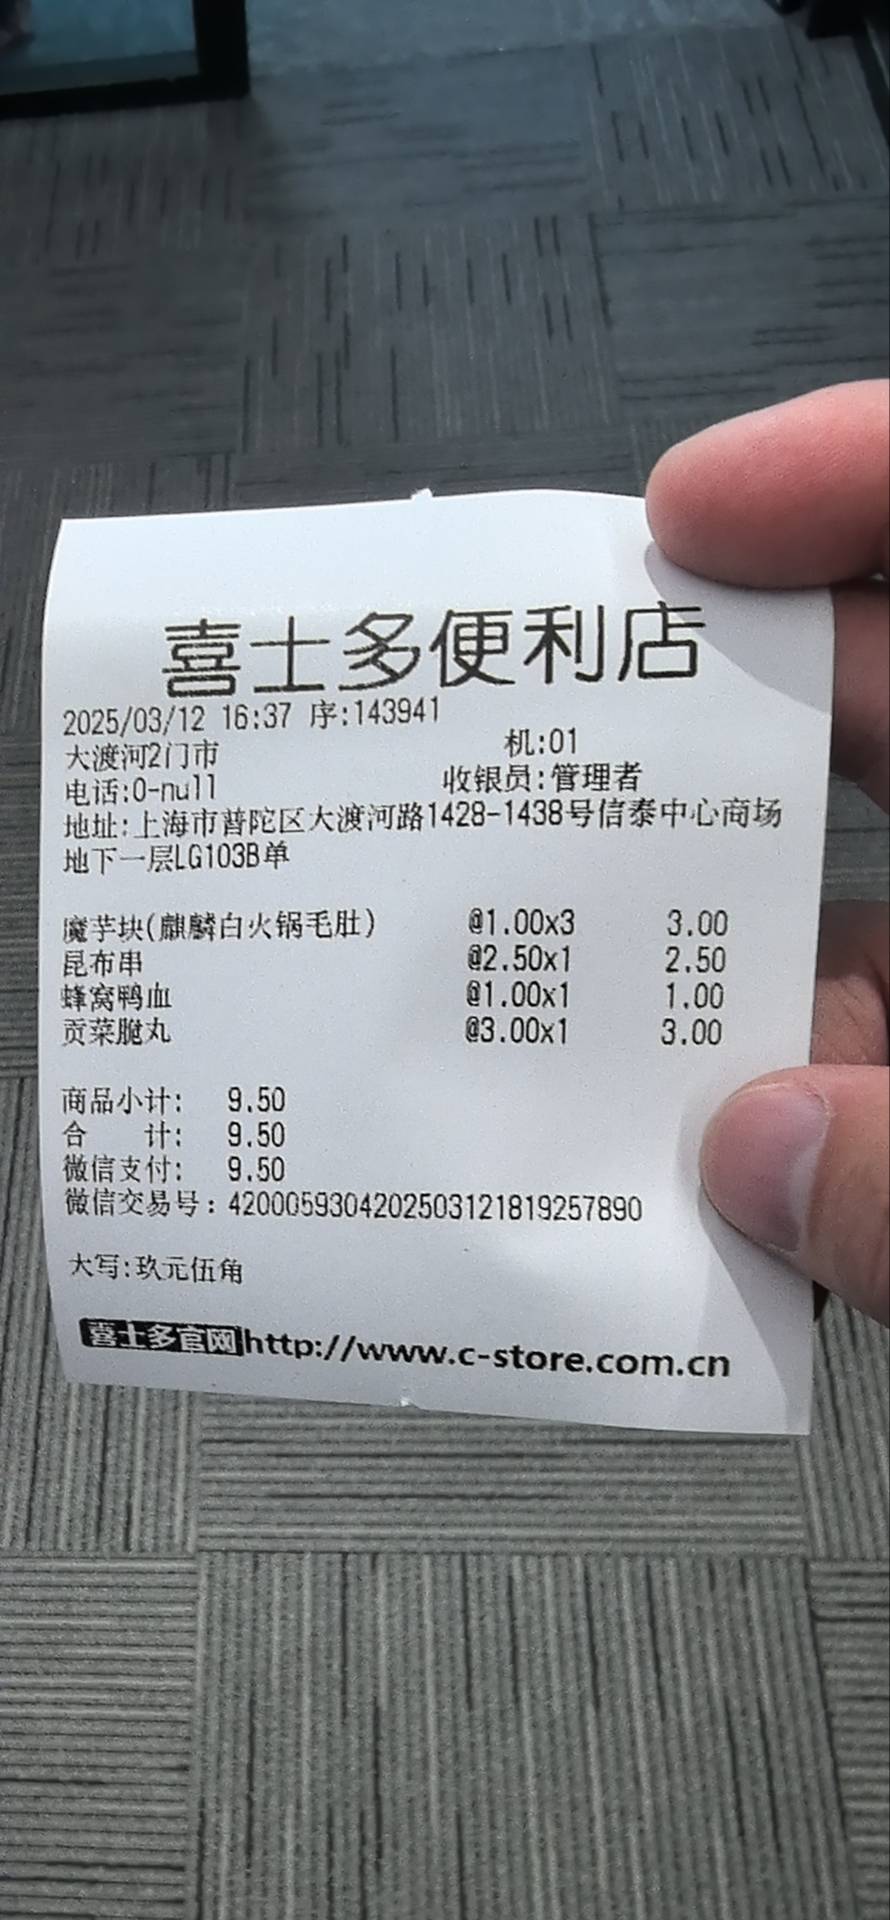 喜士多便利店
2025/03/12 16:37 序:143941
大渡河2门市 机:01
电话:0-null 收银员:管理者
地址:上海市普陀区大渡河路1428-1438号信泰中心商场
地下一层LG103B单
魔芋块(麒麟白火锅毛肚) @1.00x3 3.00
昆布串 @2.50x1 2.50
蜂窝鸭血 @1.00x1 1.00
贡菜脆丸 @3.00x1 3.00
商品小计: 9.50
合 计: 9.50
微信支付: 9.50
微信交易号:4200059304202503121819257890
大写:玖元伍角
喜士多官网http://www.c-store.com.cn